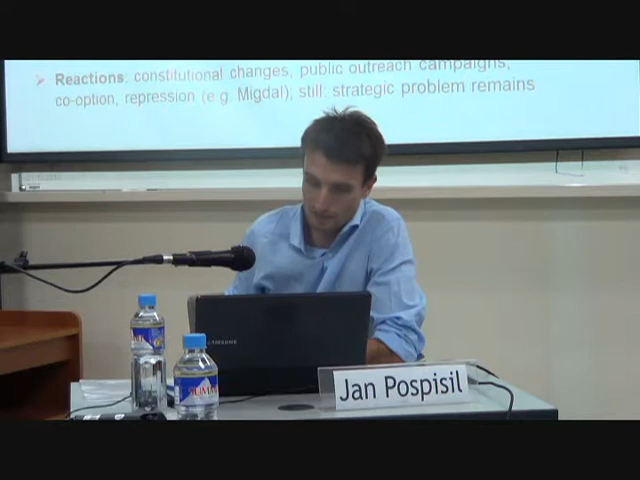 ➢ Reactions: constitutional changes, public outreach campaigns,
co-option, repression (e.g. Migdal), still: strategic problem remains
SAMSUNG
Jan Pospisil